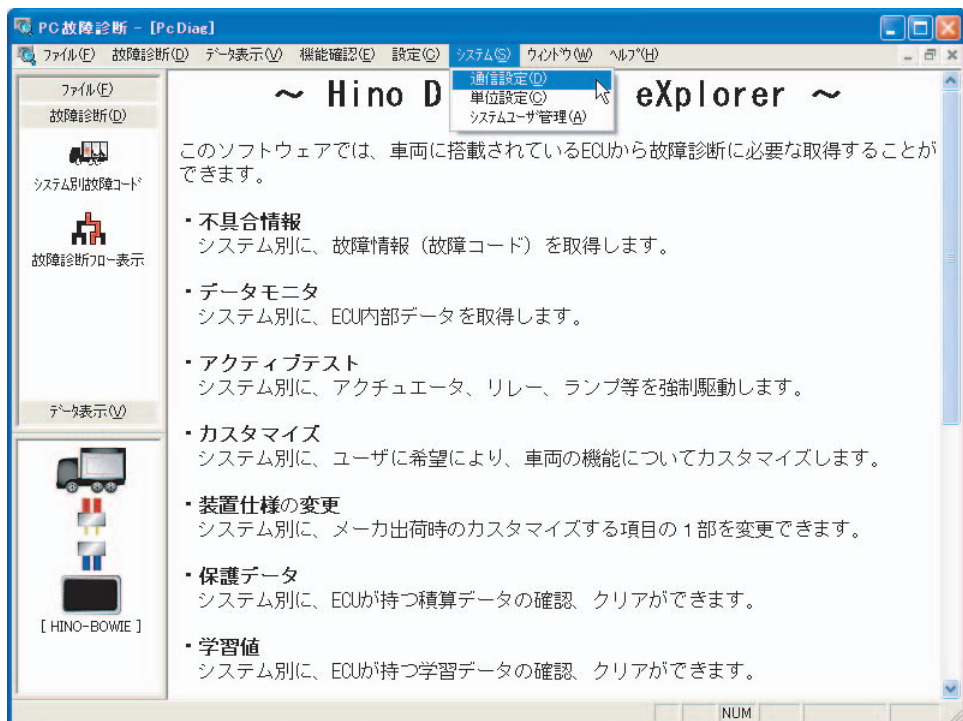 PC故障診断 - [PcDiag]
ファイル(F) 故障診断(D) データ表示(V) 機能確認(E) 設定(C) システム(S) ウィンドウ(W) ヘルプ(H)
通信設定(D)
単位設定(C)
システムユーザ管理(A)
ファイル(F)
故障診断(D)
システム別故障コード
故障診断フロー表示
データ表示(V)
[ HINO-BOWIE ]
～ Hino D eXplorer ～
このソフトウェアでは、車両に搭載されているECUから故障診断に必要な取得することが
できます。
・不具合情報
システム別に、故障情報（故障コード）を取得します。
・データモニタ
システム別に、ECU内部データを取得します。
・アクティブテスト
システム別に、アクチュエータ、リレー、ランプ等を強制駆動します。
・カスタマイズ
システム別に、ユーザに希望により、車両の機能についてカスタマイズします。
・装置仕様の変更
システム別に、メーカ出荷時のカスタマイズする項目の１部を変更できます。
・保護データ
システム別に、ECUが持つ積算データの確認、クリアができます。
・学習値
システム別に、ECUが持つ学習データの確認、クリアができます。
NUM